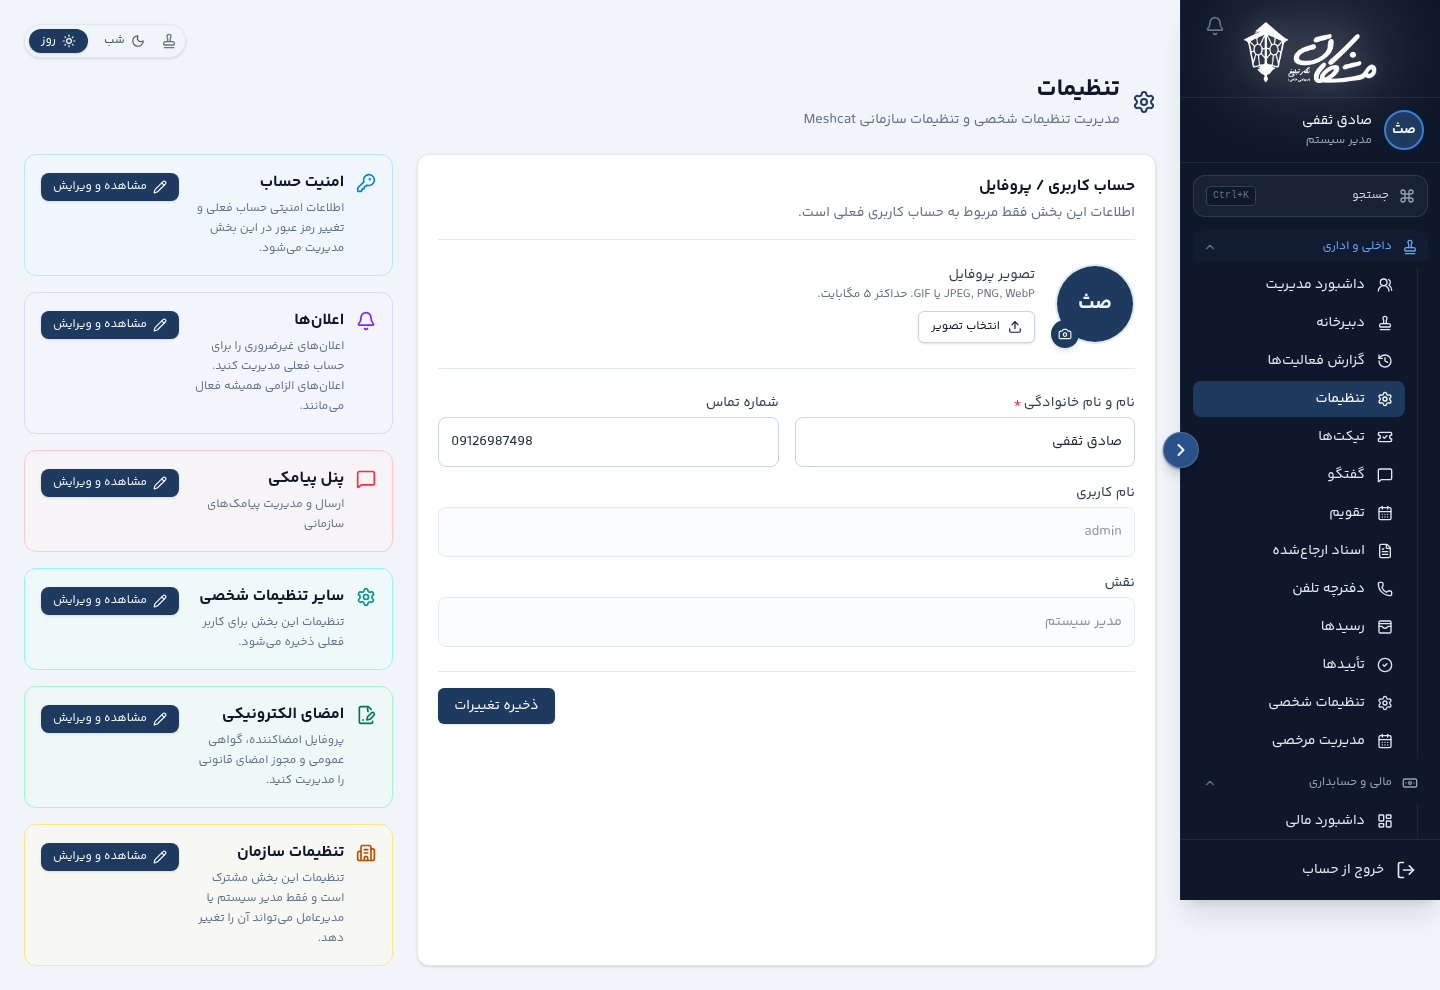 مشکات
صادق ثقفی
مدیر سیستم
صث
جستجو
Ctrl+K
داخلی و اداری
داشبورد مدیریت
دبیرخانه
گزارش فعالیت‌ها
تنظیمات
تیکت‌ها
گفتگو
تقویم
اسناد ارجاع‌شده
دفترچه تلفن
رسیدها
تأییدها
تنظیمات شخصی
مدیریت مرخصی
مالی و حسابداری
داشبورد مالی
خروج از حساب
شب
روز
تنظیمات
مدیریت تنظیمات شخصی و تنظیمات سازمانی Meshcat
حساب کاربری / پروفایل
اطلاعات این بخش فقط مربوط به حساب کاربری فعلی است.
صث
تصویر پروفایل
JPEG, PNG, WebP یا GIF. حداکثر ۵ مگابایت.
انتخاب تصویر
نام و نام خانوادگی *
صادق ثقفی
شماره تماس
09126987498
نام کاربری
admin
نقش
مدیر سیستم
ذخیره تغییرات
امنیت حساب
اطلاعات امنیتی حساب فعلی و
تغییر رمز عبور در این بخش
مدیریت می‌شود.
مشاهده و ویرایش
اعلان‌ها
اعلان‌های غیرضروری را برای
حساب فعلی مدیریت کنید.
اعلان‌های الزامی همیشه فعال
می‌مانند.
مشاهده و ویرایش
پنل پیامکی
ارسال و مدیریت پیامک‌های
سازمانی
مشاهده و ویرایش
سایر تنظیمات شخصی
تنظیمات این بخش برای کاربر
فعلی ذخیره می‌شود.
مشاهده و ویرایش
امضای الکترونیکی
پروفایل امضاکننده، گواهی
عمومی و مجوز امضای قانونی
را مدیریت کنید.
مشاهده و ویرایش
تنظیمات سازمان
تنظیمات این بخش مشترک
است و فقط مدیر سیستم یا
مدیرعامل می‌تواند آن را تغییر
دهد.
مشاهده و ویرایش